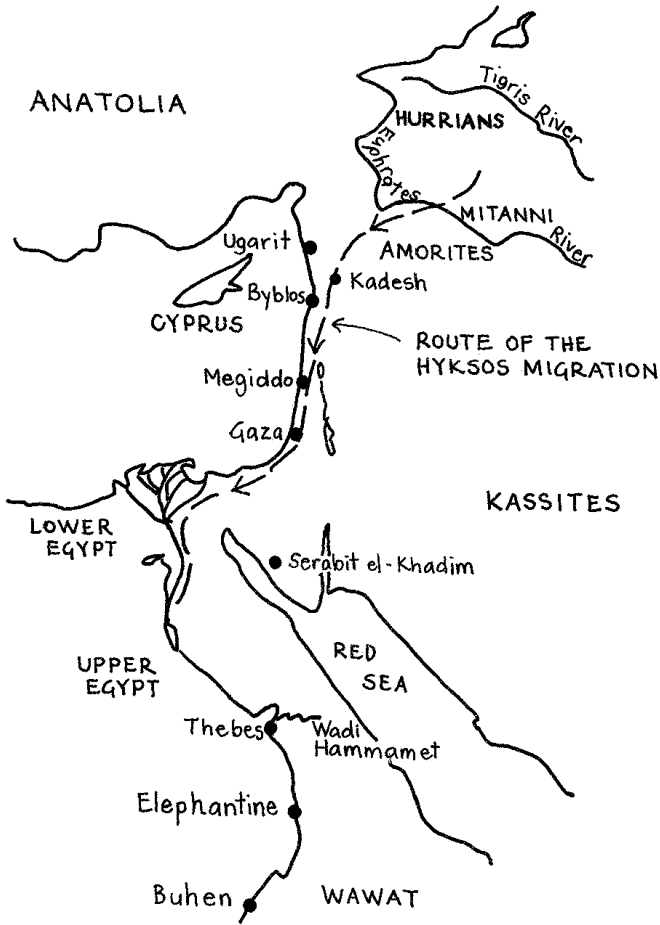 ANATOLIA
Tigris River
HURRIANS
Euphrates
River
MITANNI
AMORITES
Ugarit
Kadesh
Byblos
CYPRUS
ROUTE OF THE
HYKSOS MIGRATION
Megiddo
Gaza
KASSITES
LOWER
EGYPT
Serabit el-Khadim
RED
SEA
UPPER
EGYPT
Thebes
Wadi
Hammamet
Elephantine
Buhen
WAWAT